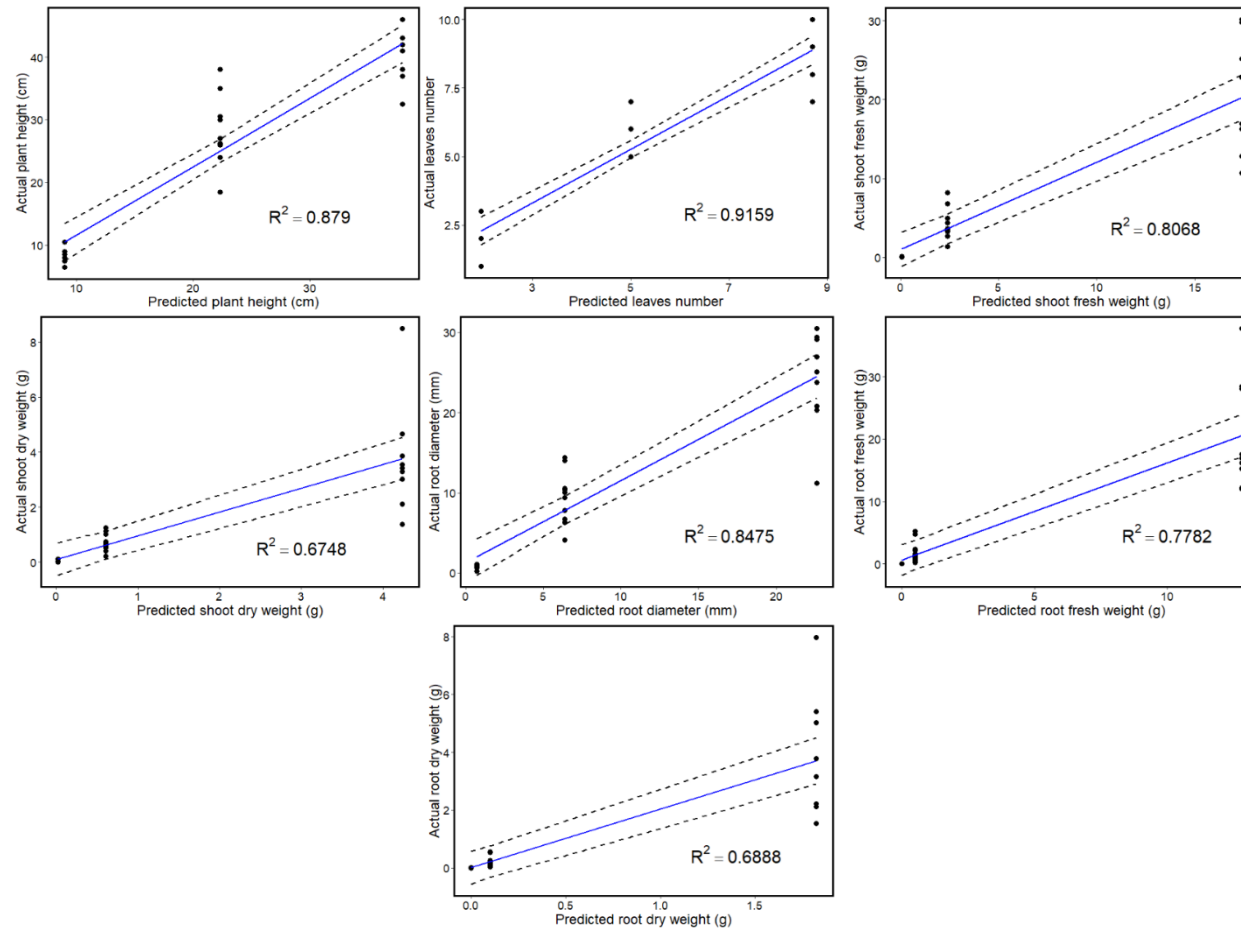 Actual plant height (cm)
40
30
20
10
10
20
30
Predicted plant height (cm)
R² = 0.879
Actual leaves number
10.0
7.5
5.0
2.5
3
5
7
9
Predicted leaves number
R² = 0.9159
Actual shoot fresh weight (g)
30
20
10
0
0
5
10
15
Predicted shoot fresh weight (g)
R² = 0.8068
Actual shoot dry weight (g)
8
6
4
2
0
0
1
2
3
4
Predicted shoot dry weight (g)
R² = 0.6748
Actual root diameter (mm)
30
20
10
0
0
5
10
15
20
Predicted root diameter (mm)
R² = 0.8475
Actual root fresh weight (g)
30
20
10
0
0
5
10
Predicted root fresh weight (g)
R² = 0.7782
Actual root dry weight (g)
8
6
4
2
0
0.0
0.5
1.0
1.5
Predicted root dry weight (g)
R² = 0.6888